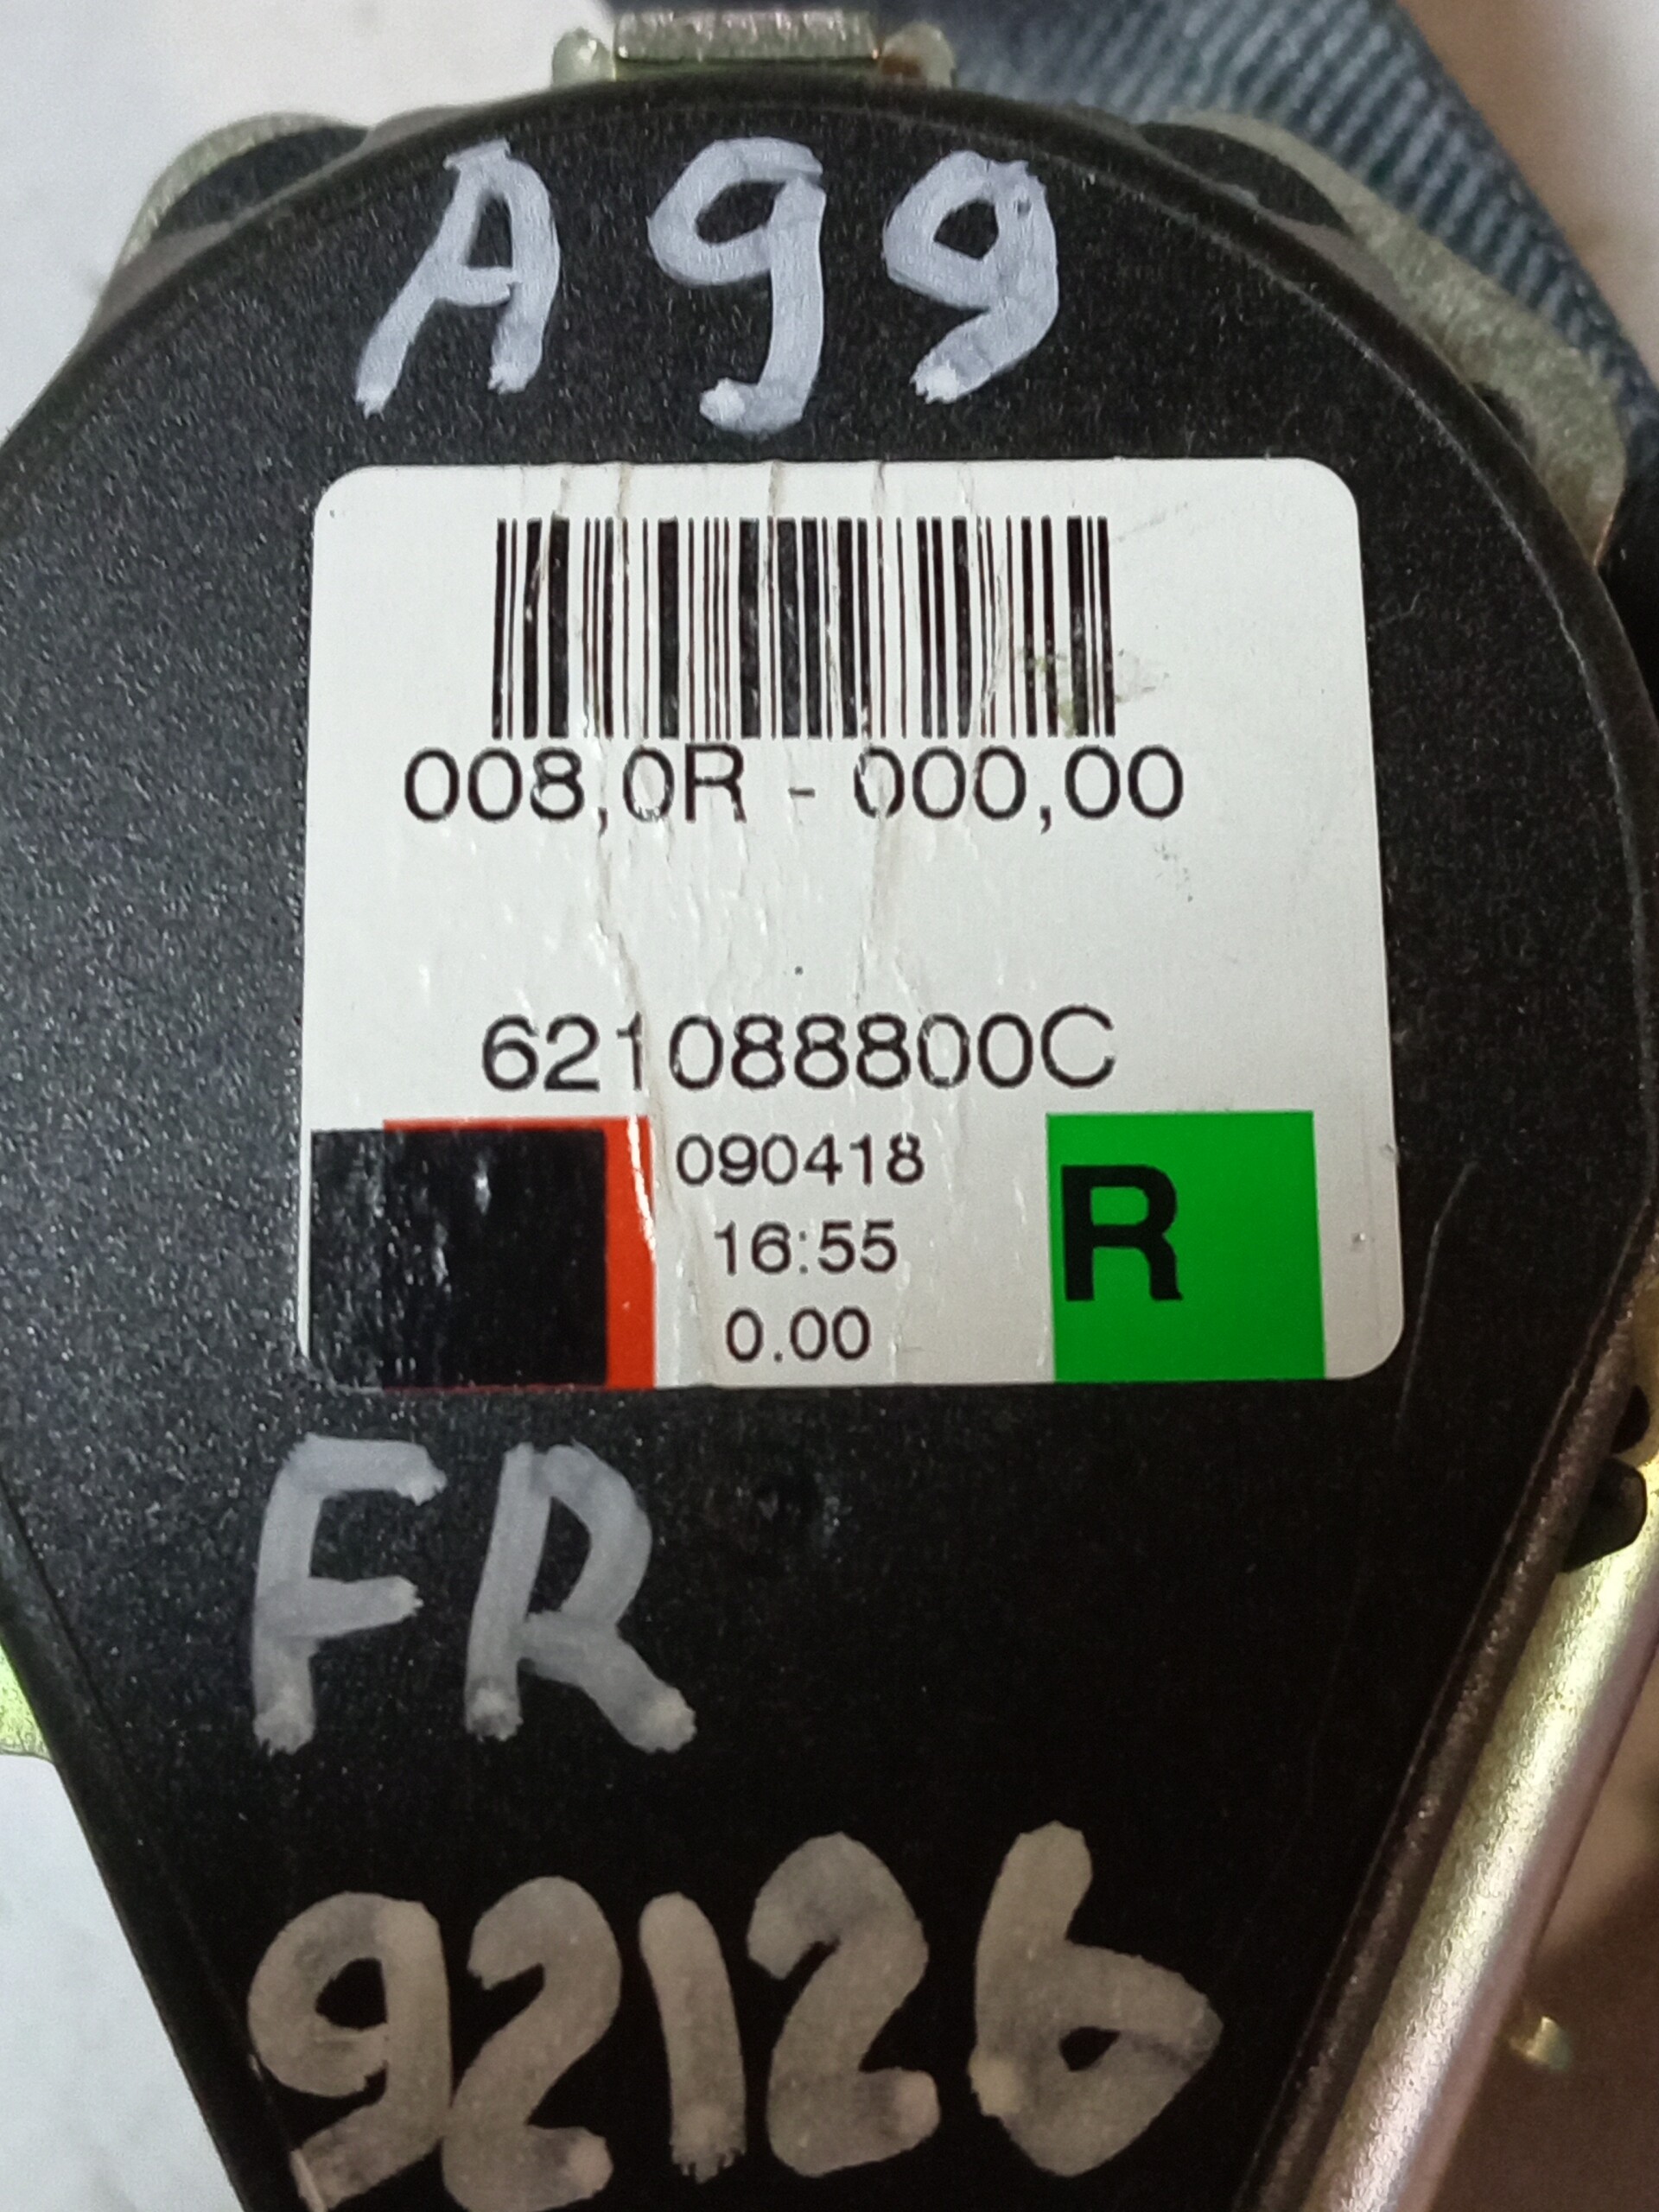 A99
008,0R - 000,00
621088800C
090418
16:55
0.00
R
FR
92126